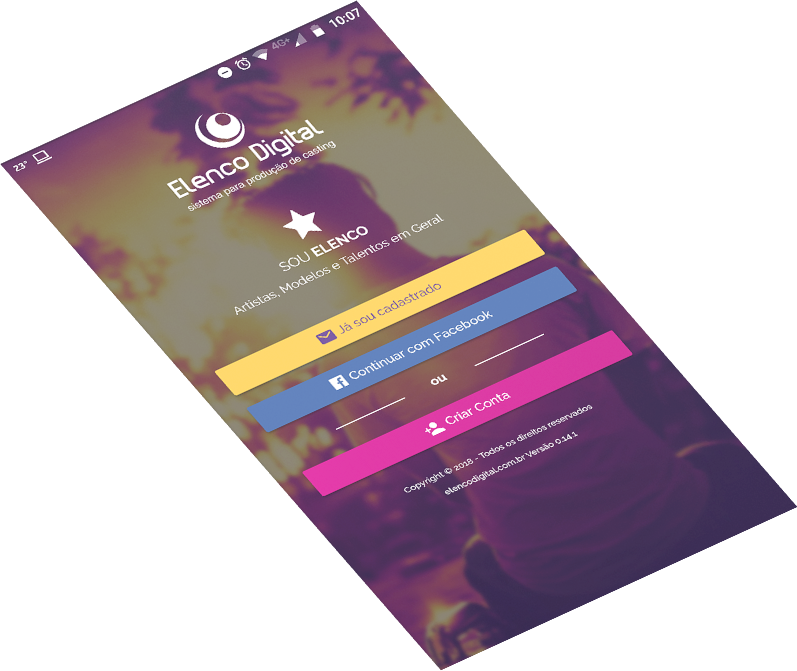 23° 4G+ 10:07
Elenco Digital
sistema para produção de casting
SOU ELENCO
Artistas, Modelos e Talentos em Geral
Já sou cadastrado
Continuar com Facebook
ou
Criar Conta
Copyright © 2018 - Todos os direitos reservados
elencodigital.com.br Versão 0.14.1